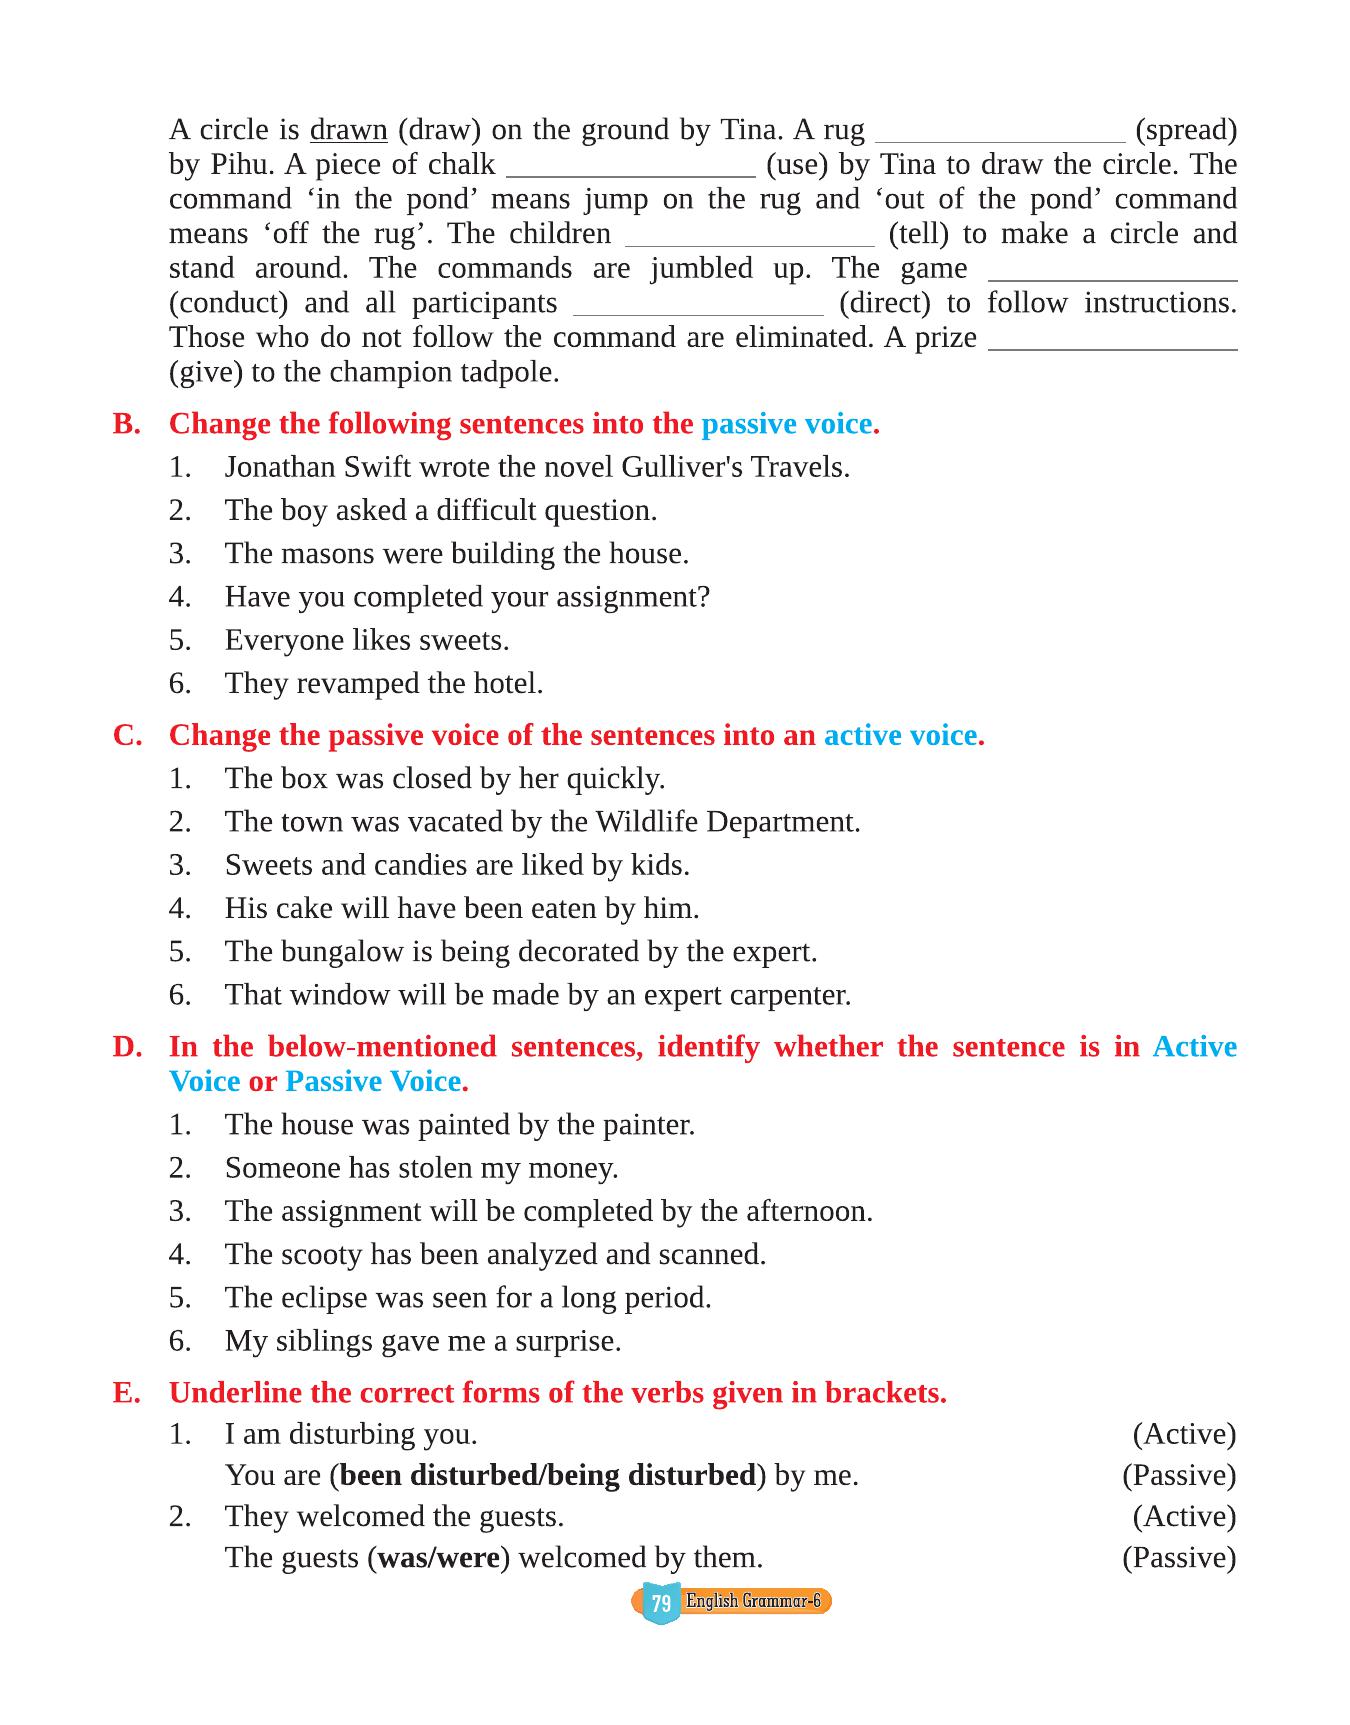 A circle is drawn (draw) on the ground by Tina. A rug ________________ (spread)
by Pihu. A piece of chalk ________________ (use) by Tina to draw the circle. The
command ‘in the pond’ means jump on the rug and ‘out of the pond’ command
means ‘off the rug’. The children ________________ (tell) to make a circle and
stand around. The commands are jumbled up. The game ________________
(conduct) and all participants ________________ (direct) to follow instructions.
Those who do not follow the command are eliminated. A prize ________________
(give) to the champion tadpole.
B. Change the following sentences into the passive voice.
1. Jonathan Swift wrote the novel Gulliver's Travels.
2. The boy asked a difficult question.
3. The masons were building the house.
4. Have you completed your assignment?
5. Everyone likes sweets.
6. They revamped the hotel.
C. Change the passive voice of the sentences into an active voice.
1. The box was closed by her quickly.
2. The town was vacated by the Wildlife Department.
3. Sweets and candies are liked by kids.
4. His cake will have been eaten by him.
5. The bungalow is being decorated by the expert.
6. That window will be made by an expert carpenter.
D. In the below-mentioned sentences, identify whether the sentence is in Active
Voice or Passive Voice.
1. The house was painted by the painter.
2. Someone has stolen my money.
3. The assignment will be completed by the afternoon.
4. The scooty has been analyzed and scanned.
5. The eclipse was seen for a long period.
6. My siblings gave me a surprise.
E. Underline the correct forms of the verbs given in brackets.
1. I am disturbing you. (Active)
You are (been disturbed/being disturbed) by me. (Passive)
2. They welcomed the guests. (Active)
The guests (was/were) welcomed by them. (Passive)
79 English Grammar-6